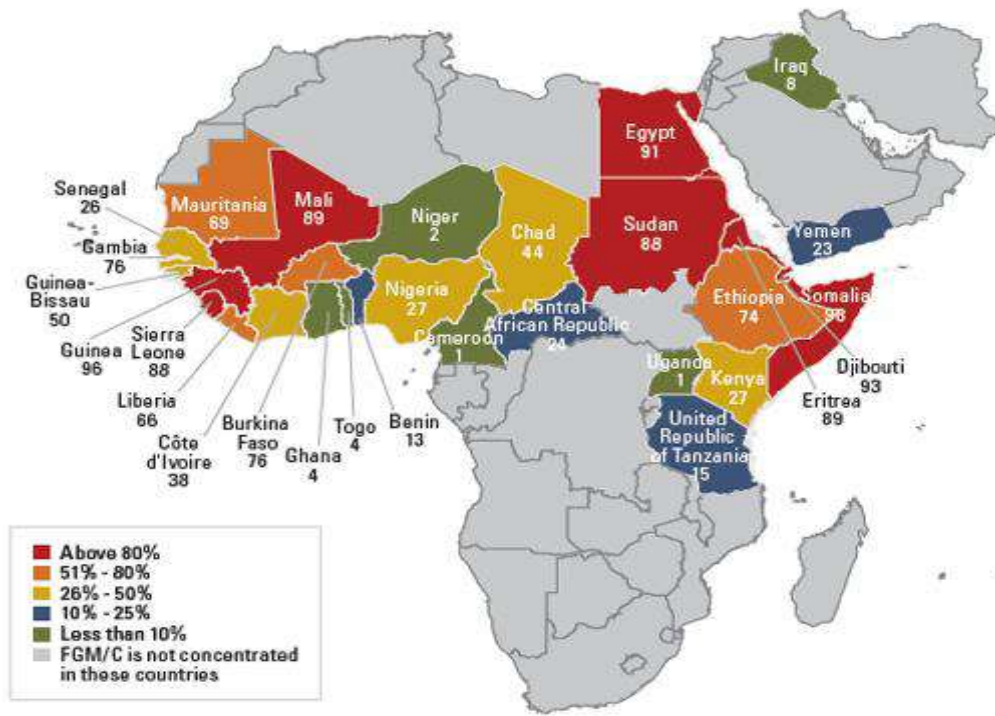 Iraq
8
Egypt
91
Senegal
26
Mauritania
69
Mali
89
Niger
2
Chad
44
Sudan
88
Yemen
23
Gambia
76
Guinea-
Bissau
50
Nigeria
27
Central
African Republic
24
Ethiopia
74
Somalia
98
Guinea
96
Sierra
Leone
88
Cameroon
1
Uganda
1
Kenya
27
Djibouti
93
Eritrea
89
Liberia
66
Côte
d'Ivoire
38
Burkina
Faso
76
Ghana
4
Togo
4
Benin
13
United
Republic
of Tanzania
15
Above 80%
51% - 80%
26% - 50%
10% - 25%
Less than 10%
FGM/C is not concentrated
in these countries